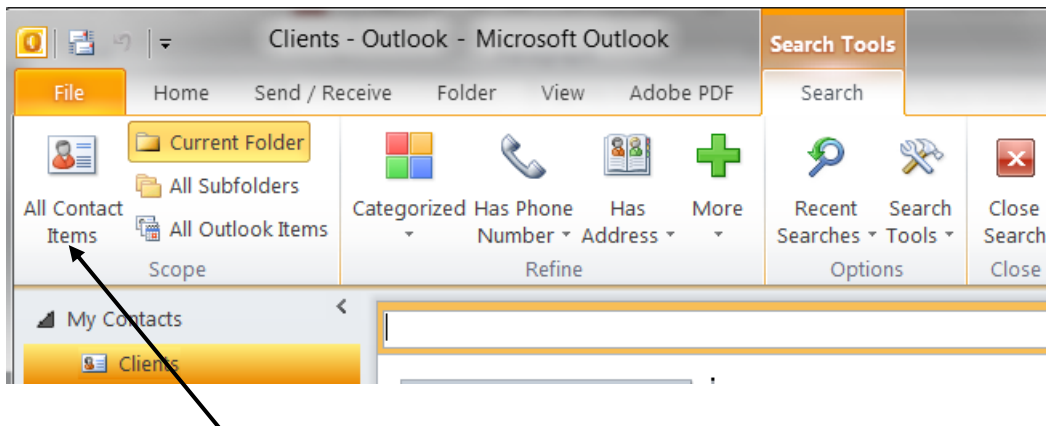 Clients - Outlook - Microsoft Outlook
Search Tools
File Home Send / Receive Folder View Adobe PDF Search
All Contact Items
Current Folder
All Subfolders
All Outlook Items
Scope
Categorized
Has Phone Number
Has Address
More
Refine
Recent Searches
Search Tools
Options
Close Search
Close
My Contacts
Clients